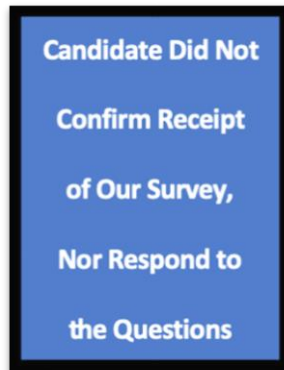 Candidate Did Not
Confirm Receipt
of Our Survey,
Nor Respond to
the Questions